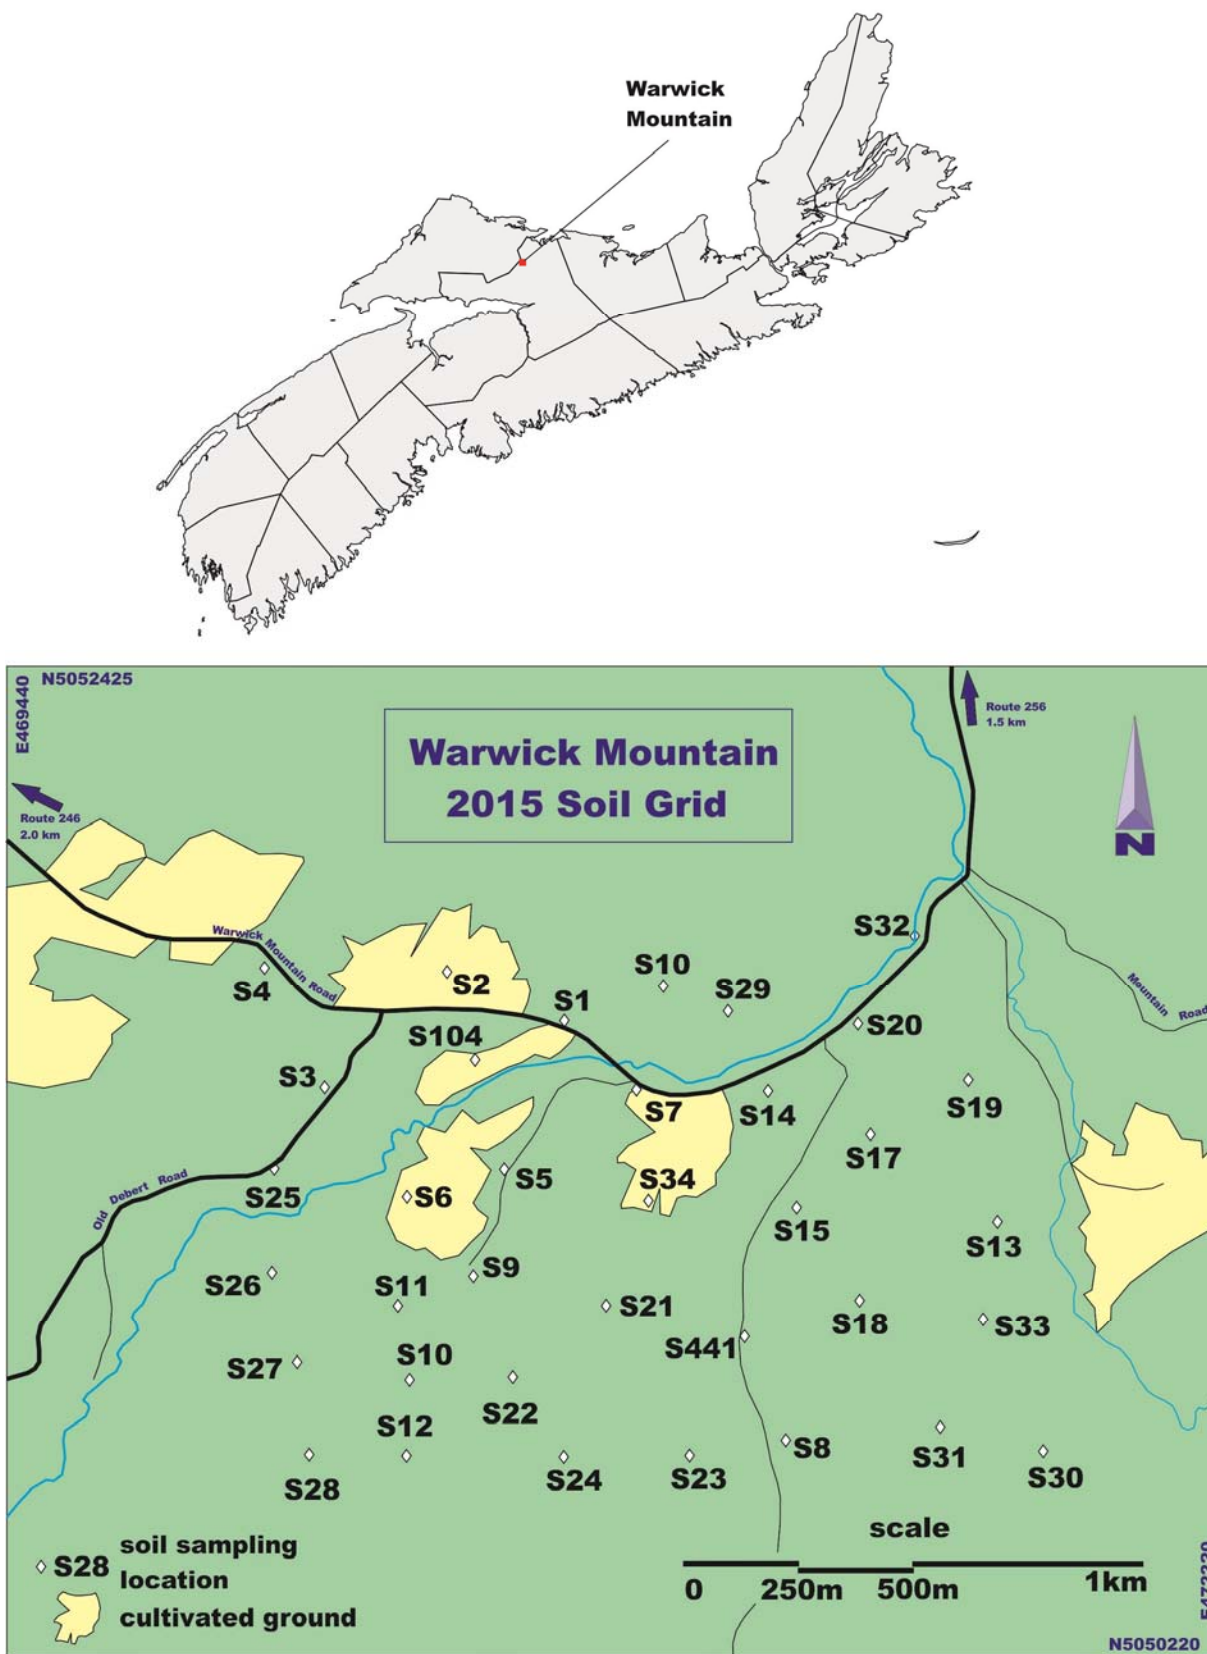 Warwick
Mountain
N5052425
E469440
Route 256
1.5 km
Warwick Mountain
2015 Soil Grid
Route 246
2.0 km
Warwick Mountain Road
S32
S4
S2
S10
S29
S1
S20
Mountain Road
S104
S3
S7
S14
S19
S17
Old Debert Road
S25
S6
S5
S34
S15
S13
S26
S11
S9
S21
S18
S33
S441
S27
S10
S22
S12
S8
S31
S30
S28
S24
S23
scale
0 250m 500m 1km
soil sampling
S28 location
cultivated ground
N5050220